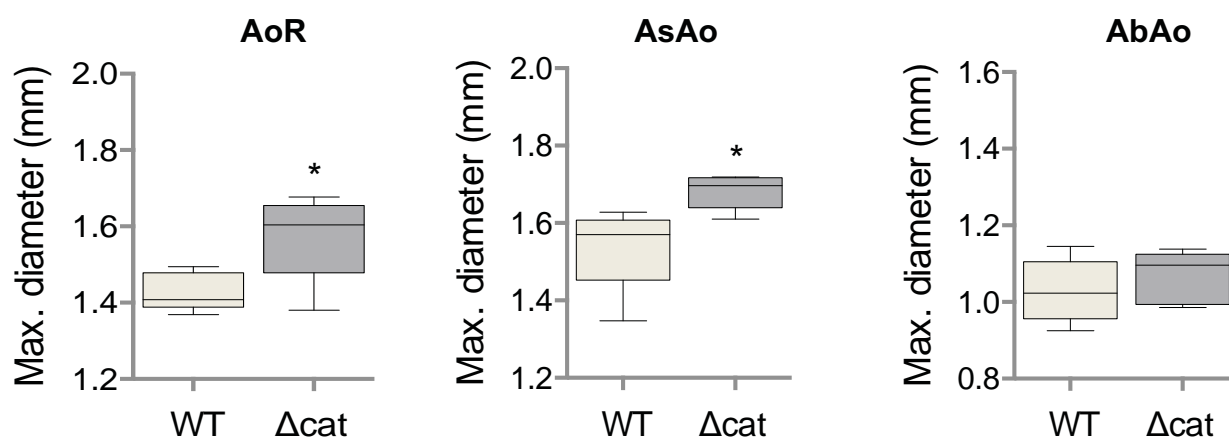 AoR
Max. diameter (mm)
2.0
1.8
1.6
1.4
1.2
*
WT Δcat
AsAo
Max. diameter (mm)
2.0
1.8
1.6
1.4
1.2
*
WT Δcat
AbAo
Max. diameter (mm)
1.6
1.4
1.2
1.0
0.8
WT Δcat